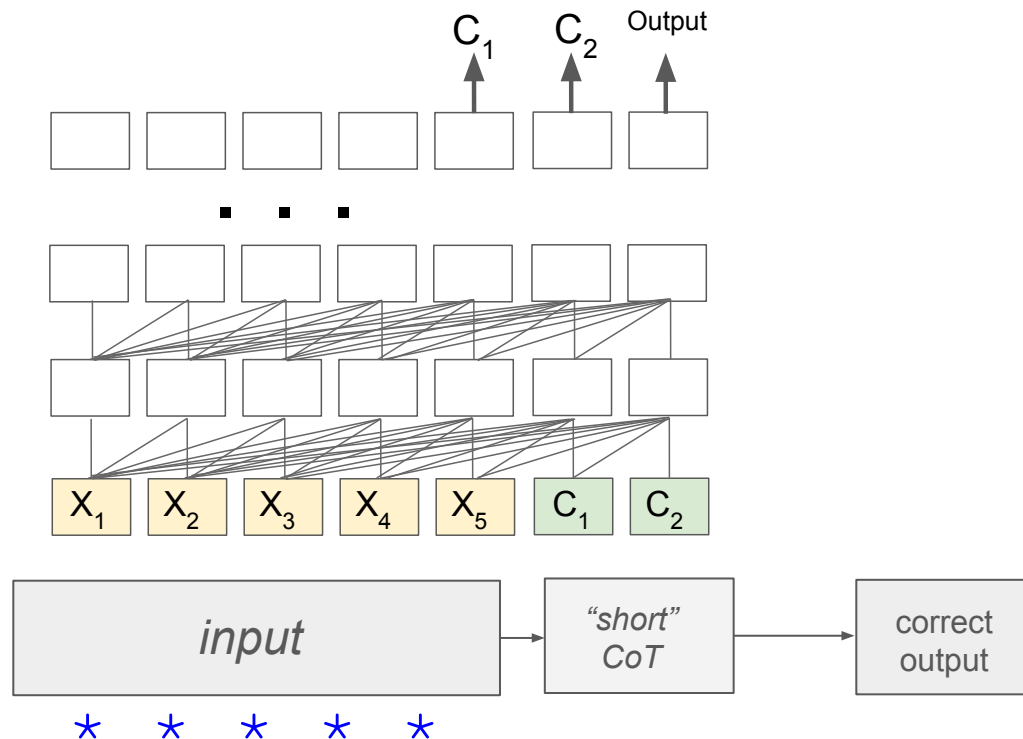 C₁ C₂ Output
X₁ X₂ X₃ X₄ X₅ C₁ C₂
input
“short”
CoT
correct
output
* * * * *